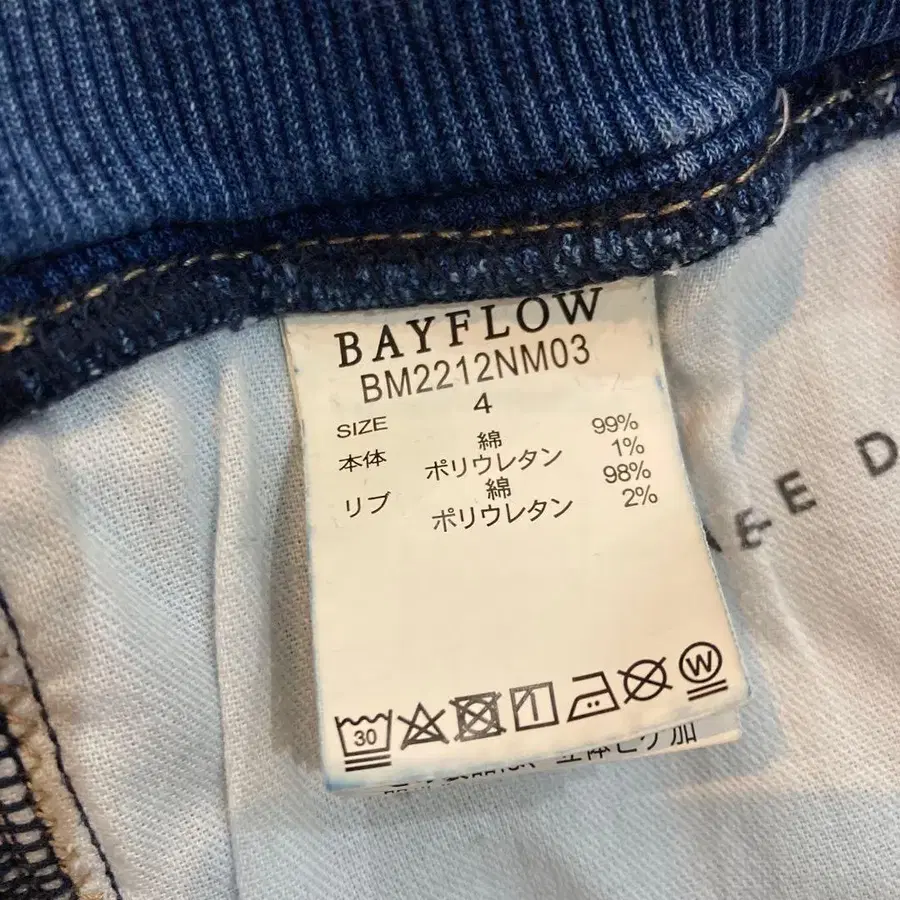 BAYFLOW
BM2212NM03
SIZE 4
本体 綿 99%
ポリウレタン 1%
リブ 綿 98%
ポリウレタン 2%
30
W
E D